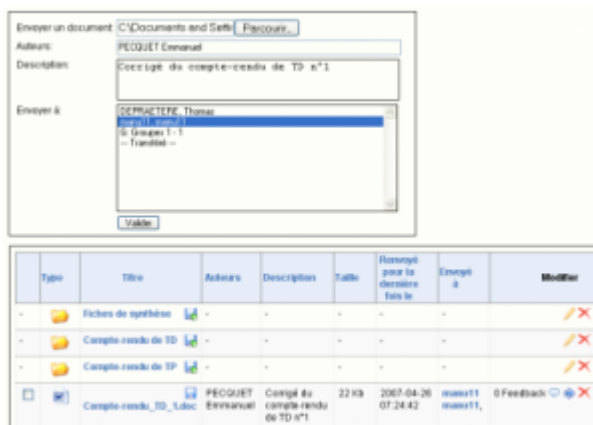 Envoyer un document: C:\Documents and Setti Parcourir...
Auteurs: PECQUET Emmanuel
Description: Corrigé du compte-rendu de TD n°1
Envoyer à: DEPRAETERE, Thomas
manu11 manu11
G: Groupes 1 - 1
Valider
Type Titre Auteurs Description Taille Renvoyé pour la dernière fois le Envoyé à Modifier
- Fiches de synthèse - - - - -
- Compte-rendu de TD - - - - -
- Compte-rendu de TP - - - - -
Compte-rendu_TD_1.doc PECQUET Emmanuel Corrigé du compte-rendu de TD n°1 22 Kb 2007-04-26 07:24:42 manu11 manu11, 0 Feedback